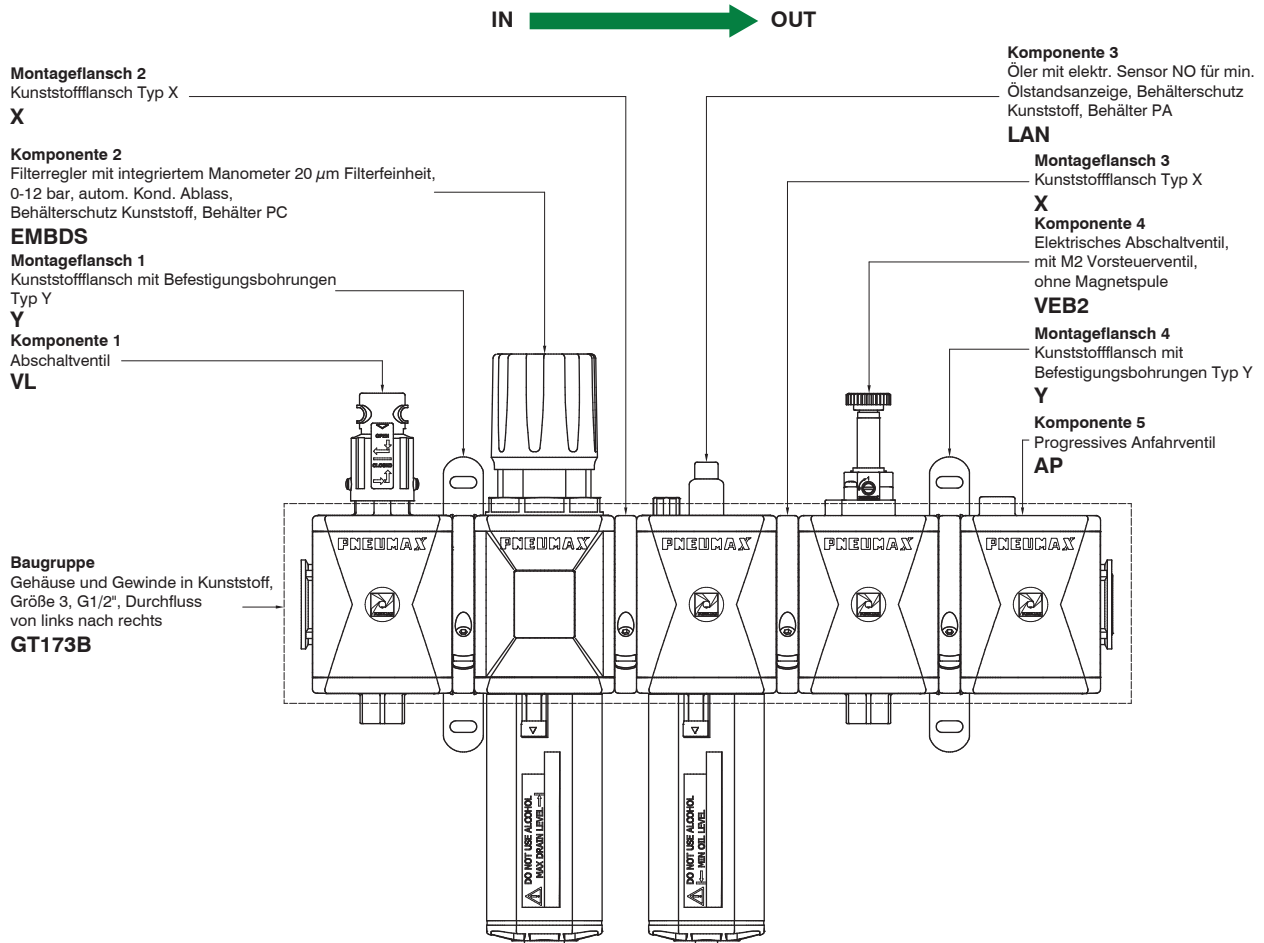 IN
OUT
Montageflansch 2
Kunststoffflansch Typ X
X
Komponente 2
Filterregler mit integriertem Manometer 20 µm Filterfeinheit,
0-12 bar, autom. Kond. Ablass,
Behälterschutz Kunststoff, Behälter PC
EMBDS
Montageflansch 1
Kunststoffflansch mit Befestigungsbohrungen
Typ Y
Y
Komponente 1
Abschaltventil
VL
Baugruppe
Gehäuse und Gewinde in Kunststoff,
Größe 3, G1/2", Durchfluss
von links nach rechts
GT173B
Komponente 3
Öler mit elektr. Sensor NO für min.
Ölstandsanzeige, Behälterschutz
Kunststoff, Behälter PA
LAN
Montageflansch 3
Kunststoffflansch Typ X
X
Komponente 4
Elektrisches Abschaltventil,
mit M2 Vorsteuerventil,
ohne Magnetspule
VEB2
Montageflansch 4
Kunststoffflansch mit
Befestigungsbohrungen Typ Y
Y
Komponente 5
Progressives Anfahrventil
AP
OPEN
CLOSED
PNEUMAX
PNEUMAX
PNEUMAX
PNEUMAX
PNEUMAX
DO NOT USE ALCOHOL
MAX DRAIN LEVEL
DO NOT USE ALCOHOL
MIN OIL LEVEL